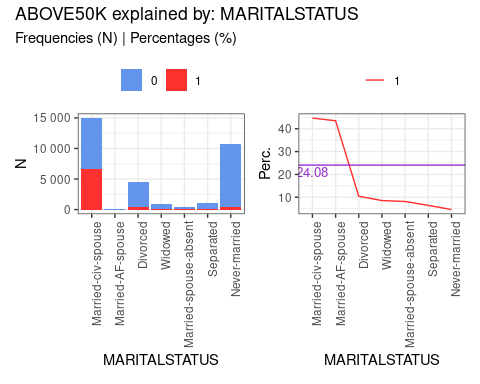 ABOVE50K explained by: MARITALSTATUS
Frequencies (N) | Percentages (%)
0 1
1
15 000
10 000
5 000
0
N
Married-civ-spouse
Married-AF-spouse
Divorced
Widowed
Married-spouse-absent
Separated
Never-married
MARITALSTATUS
40
30
20
10
Perc.
24.08
Married-civ-spouse
Married-AF-spouse
Divorced
Widowed
Married-spouse-absent
Separated
Never-married
MARITALSTATUS